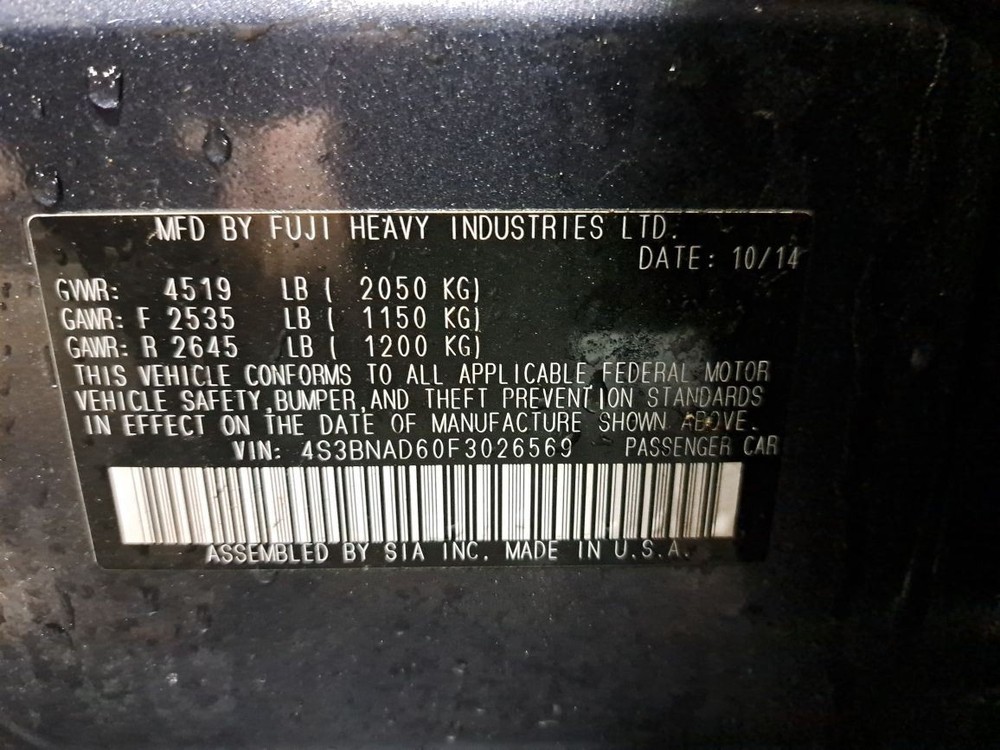 MFD BY FUJI HEAVY INDUSTRIES LTD.
DATE: 10/14
GVWR: 4519 LB ( 2050 KG)
GAWR: F 2535 LB ( 1150 KG)
GAWR: R 2645 LB ( 1200 KG)
THIS VEHICLE CONFORMS TO ALL APPLICABLE FEDERAL MOTOR
VEHICLE SAFETY,BUMPER,AND THEFT PREVENTION STANDARDS
IN EFFECT ON THE DATE OF MANUFACTURE SHOWN ABOVE.
VIN: 4S3BNAD60F3026569 PASSENGER CAR
ASSEMBLED BY SIA INC. MADE IN U.S.A.